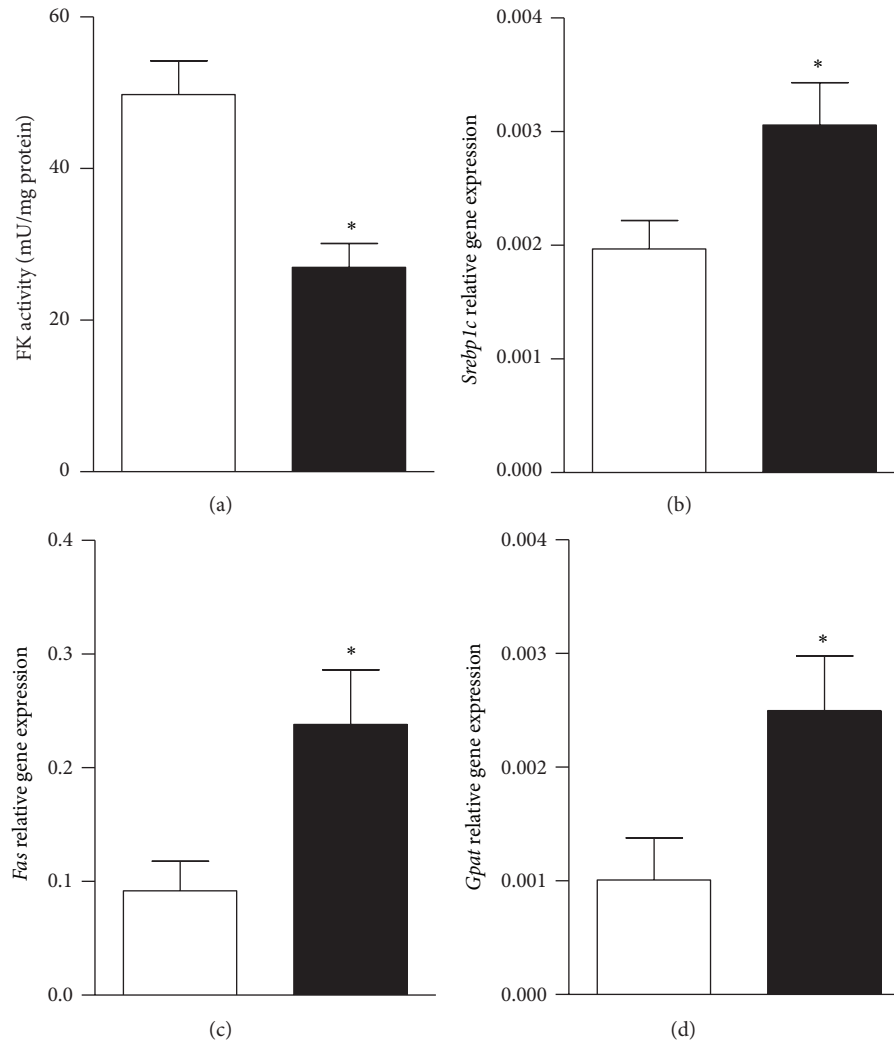 60
40
20
0
FK activity (mU/mg protein)
*
(a)
0.004
0.003
0.002
0.001
0.000
Srebp1c relative gene expression
*
(b)
0.4
0.3
0.2
0.1
0.0
Fas relative gene expression
*
(c)
0.004
0.003
0.002
0.001
0.000
Gpat relative gene expression
*
(d)